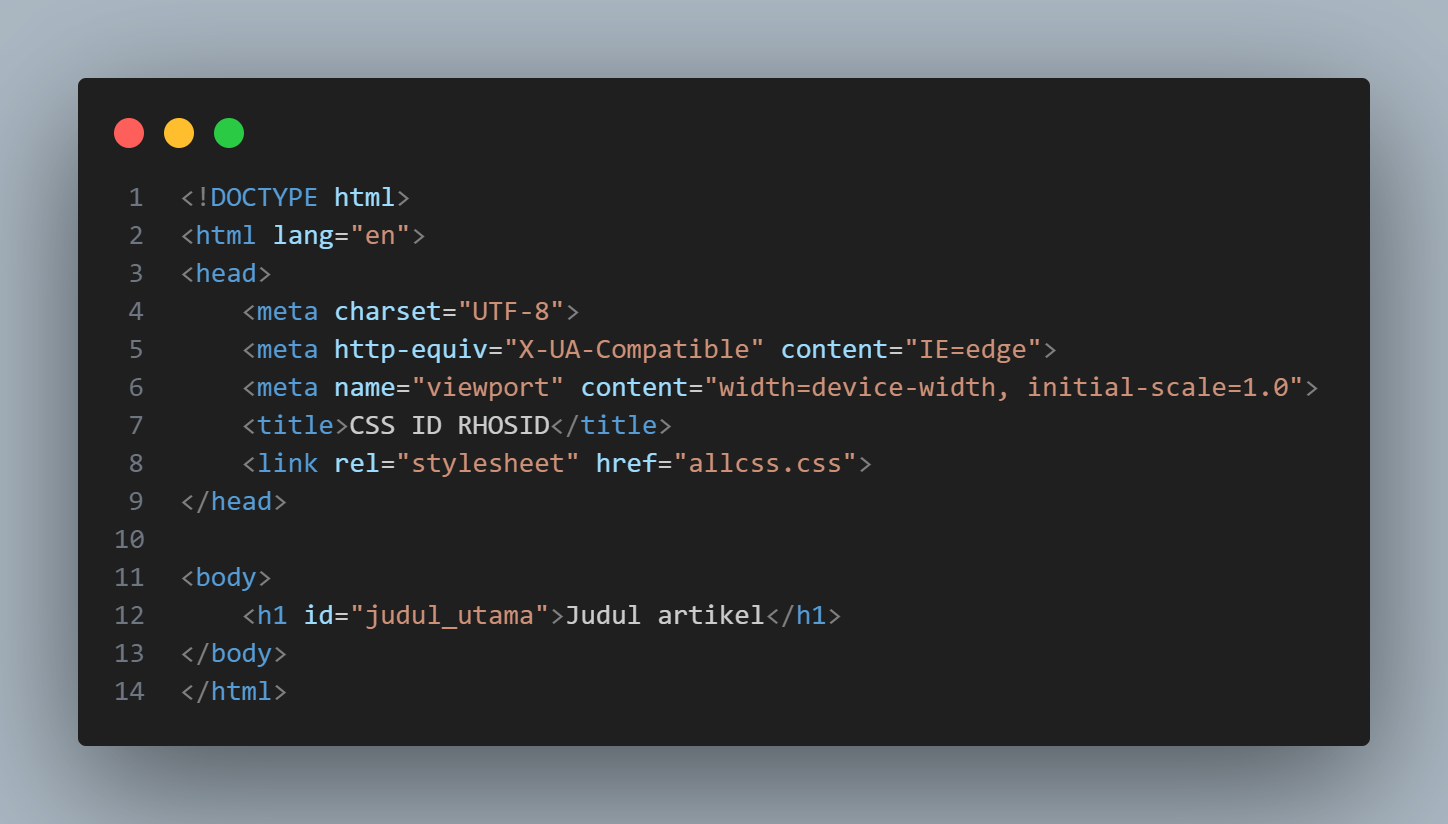 1 <!DOCTYPE html>
2 <html lang="en">
3 <head>
4     <meta charset="UTF-8">
5     <meta http-equiv="X-UA-Compatible" content="IE=edge">
6     <meta name="viewport" content="width=device-width, initial-scale=1.0">
7     <title>CSS ID RHOSID</title>
8     <link rel="stylesheet" href="allcss.css">
9 </head>
10
11 <body>
12     <h1 id="judul_utama">Judul artikel</h1>
13 </body>
14 </html>